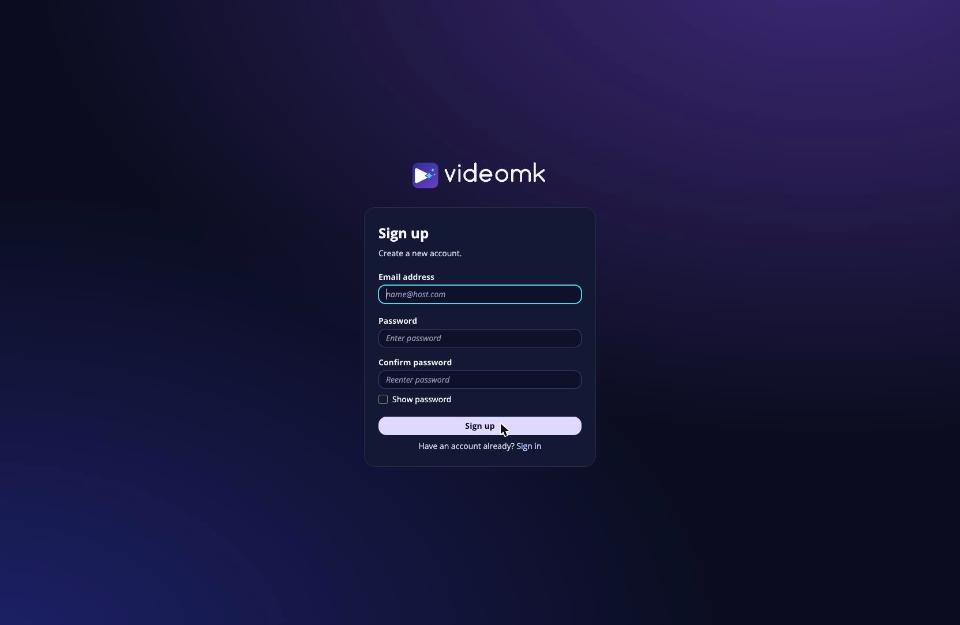 videomk
Sign up
Create a new account.
Email address
name@host.com
Password
Enter password
Confirm password
Reenter password
Show password
Sign up
Have an account already? Sign in